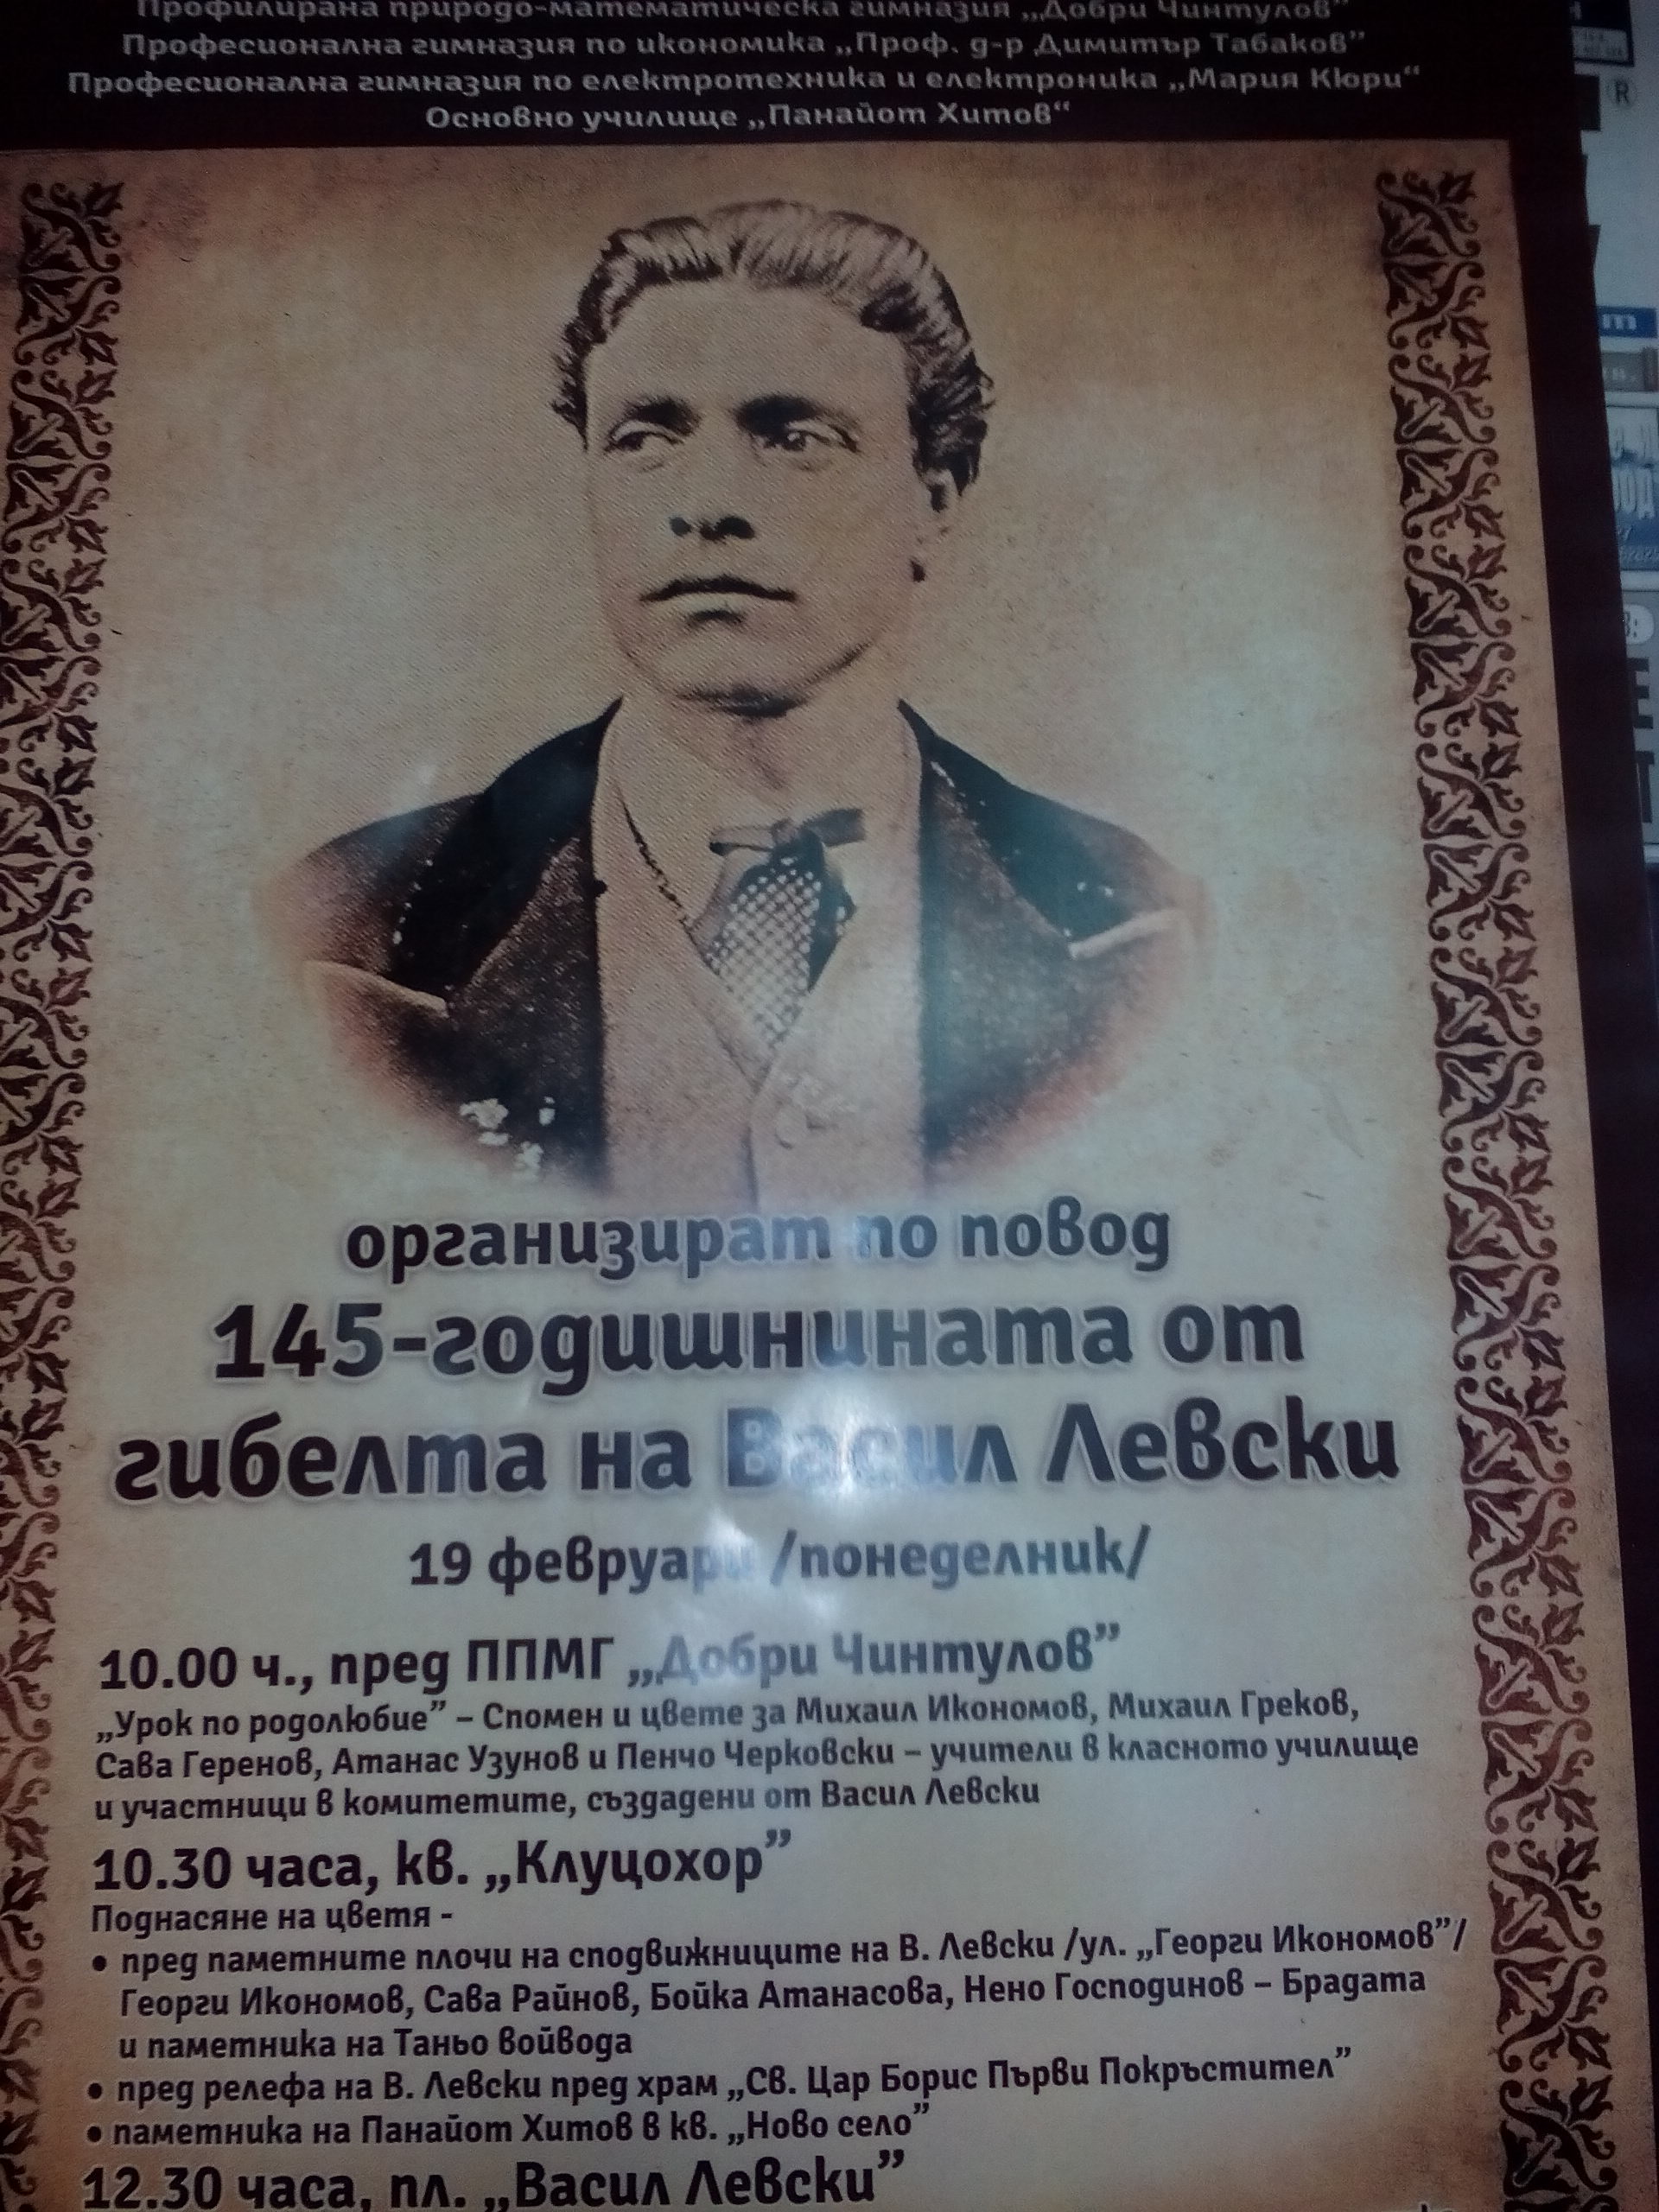 Профилирана природо-математическа гимназия „Добри Чинтулов”
Професионална гимназия по икономика „Проф. д-р Димитър Табаков”
Професионална гимназия по електротехника и електроника „Мария Кюри“
Основно училище „Панайот Хитов“
организират по повод
145-годишнината от
гибелта на Васил Левски
19 февруари /понеделник/
10.00 ч., пред ППМГ „Добри Чинтулов”
„Урок по родолюбие” – Спомен и цвете за Михаил Икономов, Михаил Греков,
Сава Геренов, Атанас Узунов и Пенчо Черковски – учители в класното училище
и участници в комитетите, създадени от Васил Левски
10.30 часа, кв. „Клуцохор”
Поднасяне на цветя -
• пред паметните плочи на сподвижниците на В. Левски /ул. „Георги Икономов”/
Георги Икономов, Сава Райнов, Бойка Атанасова, Нено Господинов – Брадата
и паметника на Таньо войвода
• пред релефа на В. Левски пред храм „Св. Цар Борис Първи Покръстител”
• паметника на Панайот Хитов в кв. „Ново село”
12.30 часа, пл. „Васил Левски”